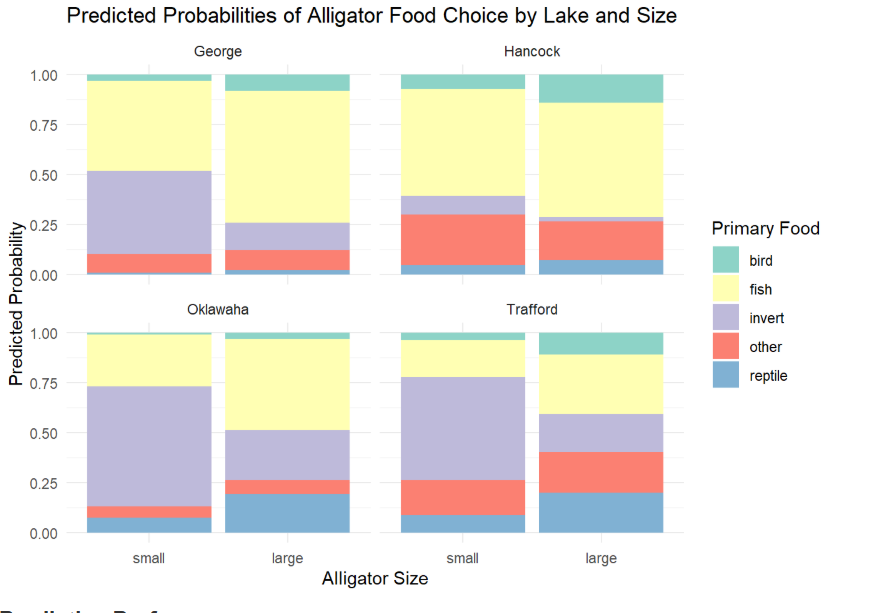 Predicted Probabilities of Alligator Food Choice by Lake and Size
George
Hancock
1.00
0.75
0.50
0.25
0.00
Oklawaha
Trafford
1.00
0.75
0.50
0.25
0.00
small
large
small
large
Alligator Size
Predicted Probability
Primary Food
bird
fish
invert
other
reptile